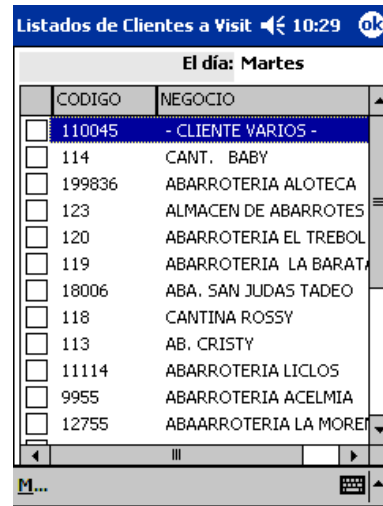 Listados de Clientes a Visit 10:29 ok
El día: Martes
CODIGO NEGOCIO
110045 - CLIENTE VARIOS -
114 CANT. BABY
199836 ABARROTERIA ALOTECA
123 ALMACEN DE ABARROTES
120 ABARROTERIA EL TREBOL
119 ABARROTERIA LA BARATA
18006 ABA. SAN JUDAS TADEO
118 CANTINA ROSSY
113 AB. CRISTY
11114 ABARROTERIA LICLOS
9955 ABARROTERIA ACELMIA
12755 ABAARROTERIA LA MOREN
M...